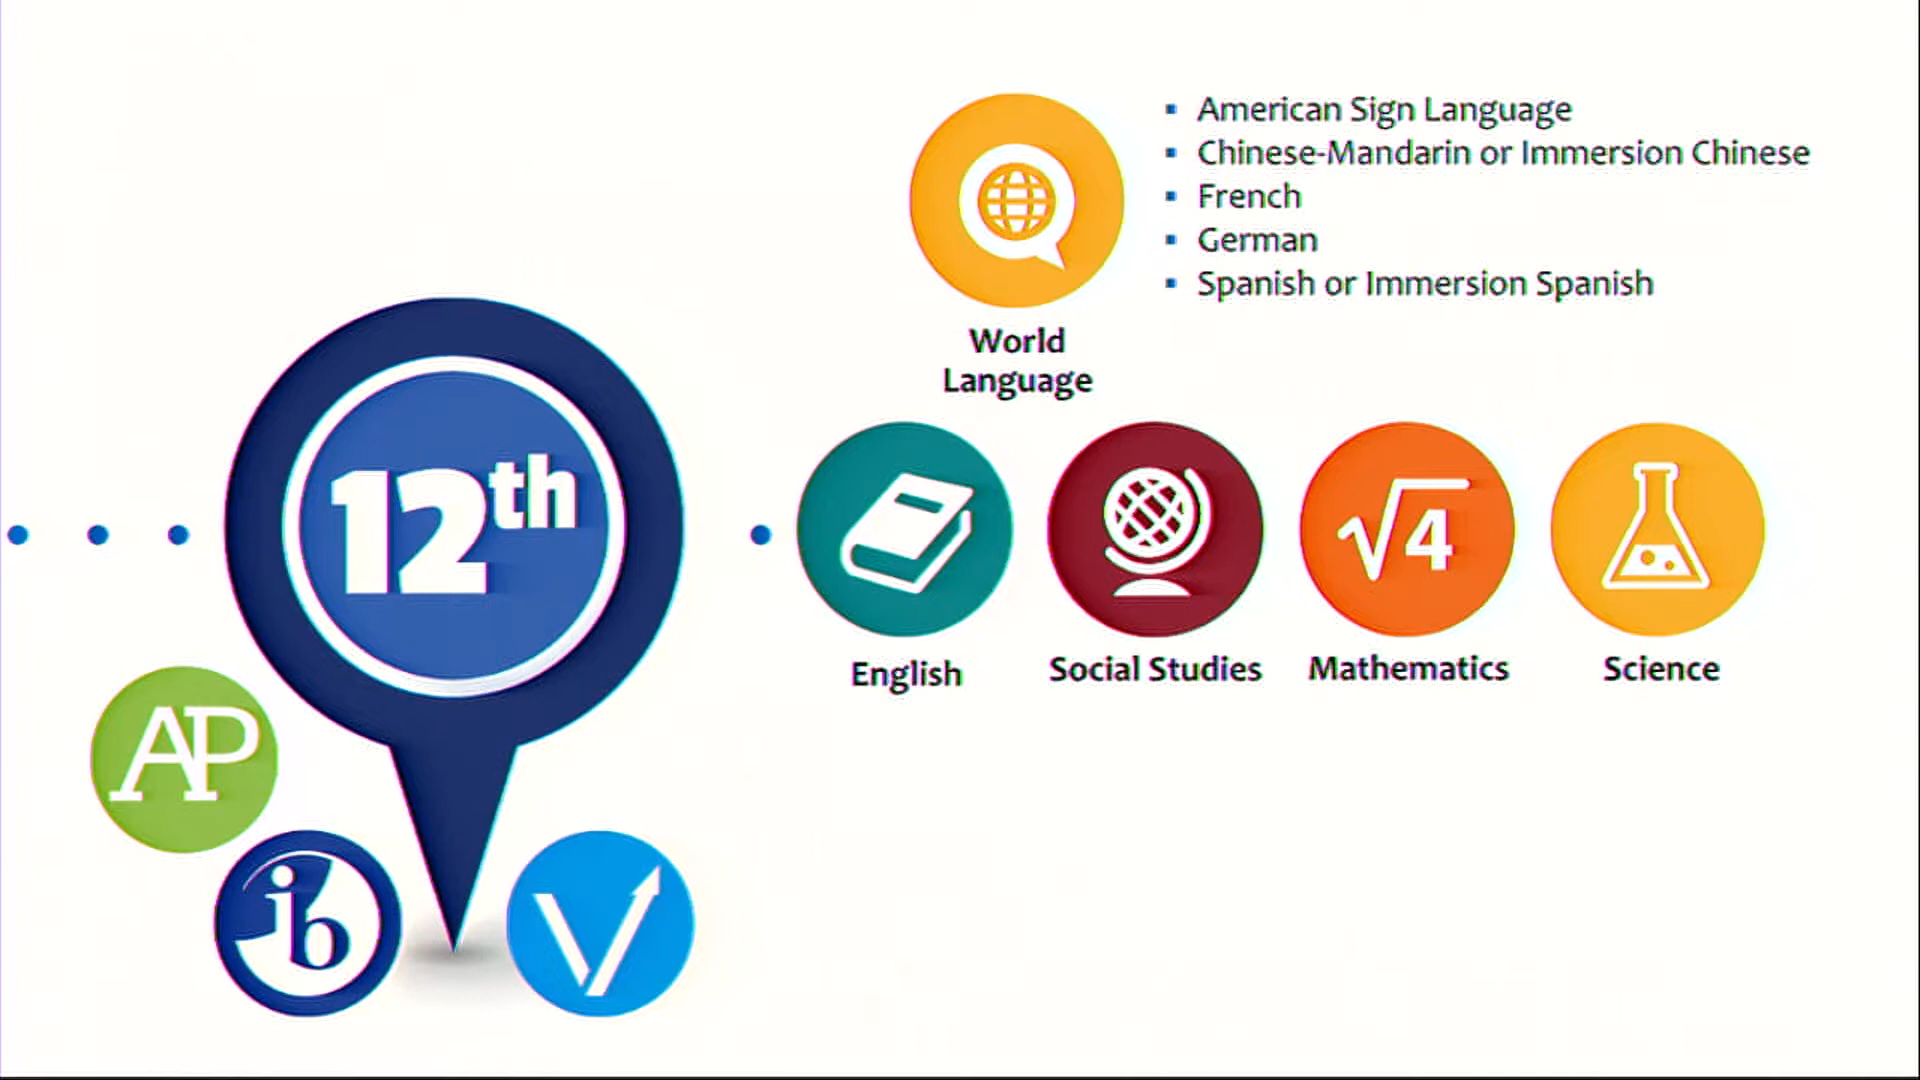 American Sign Language
Chinese-Mandarin or Immersion Chinese
French
German
Spanish or Immersion Spanish
World
Language
12th
√4
English
Social Studies
Mathematics
Science
AP
ib
V